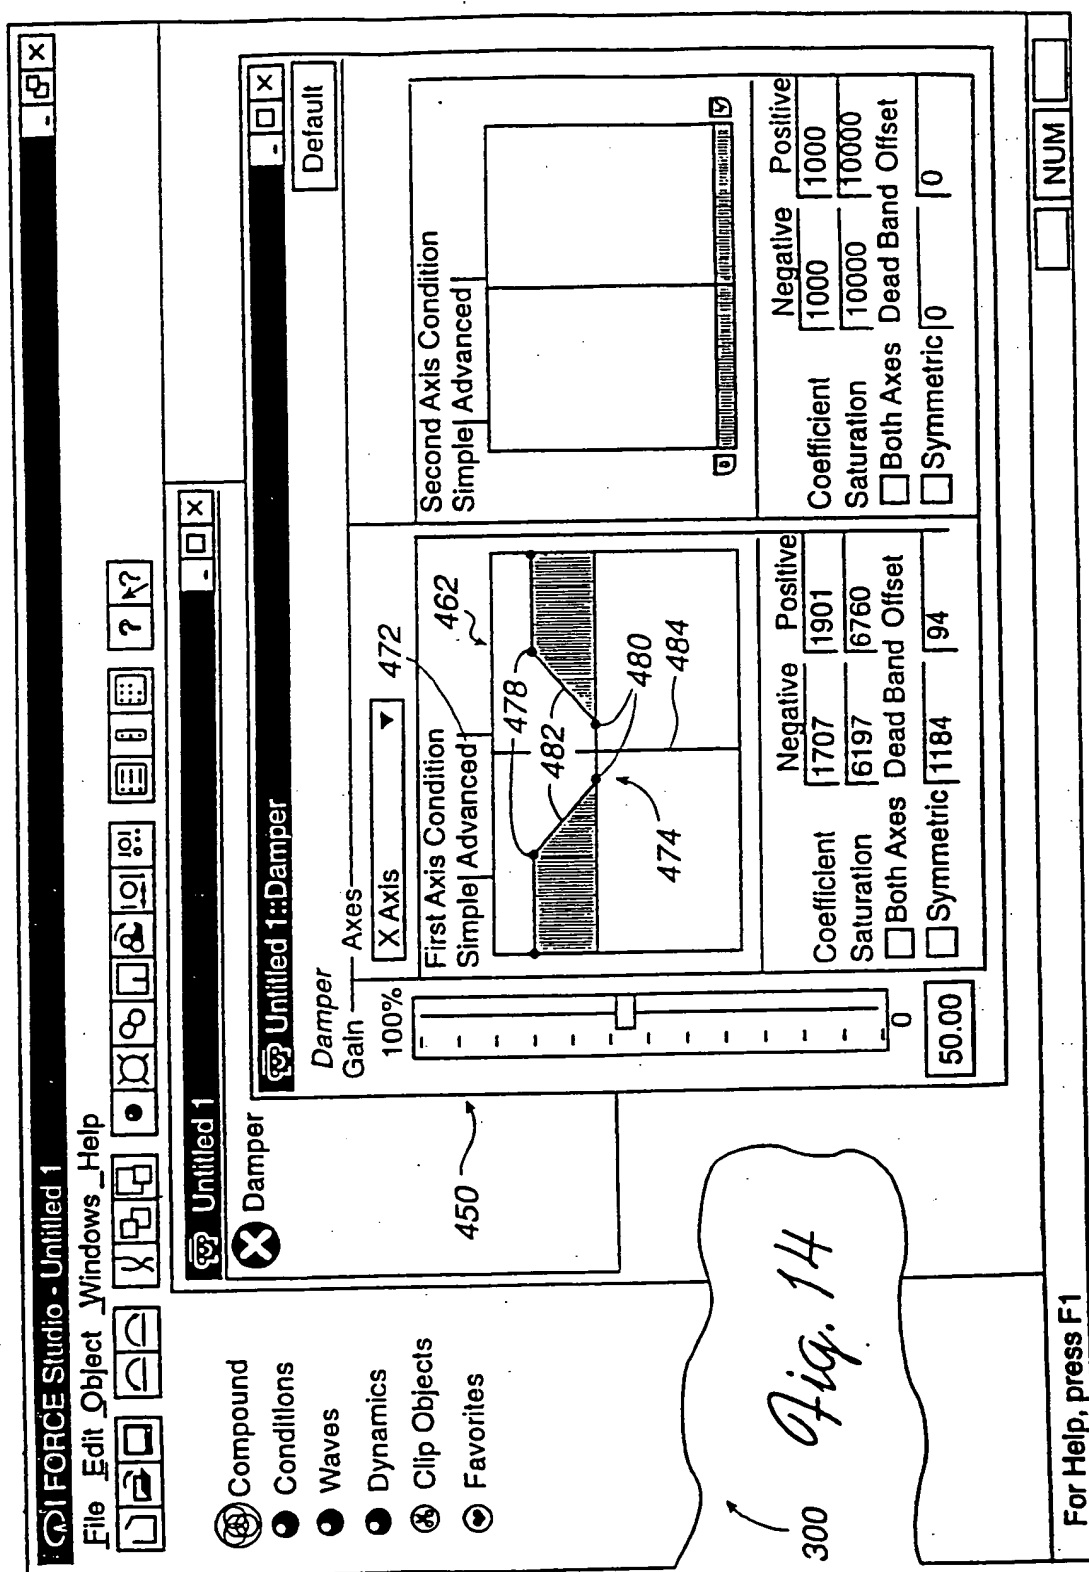 I FORCE Studio - Untitled 1
File Edit Object Windows Help
? ?
Compound
Conditions
Waves
Dynamics
Clip Objects
Favorites
Untitled 1
Damper
Untitled 1::Damper
Default
Damper
Gain
Axes
100%
0
50.00
X Axis
First Axis Condition
Simple Advanced
Second Axis Condition
Simple Advanced
472
462
478
482
480
484
474
450
Negative Positive
Coefficient 1707 1901
Saturation 6197 6760
Both Axes Dead Band Offset
Symmetric 1184 94
Negative Positive
Coefficient 1000 1000
Saturation 10000 10000
Both Axes Dead Band Offset
Symmetric 0 0
300
Fig. 14
For Help, press F1
NUM